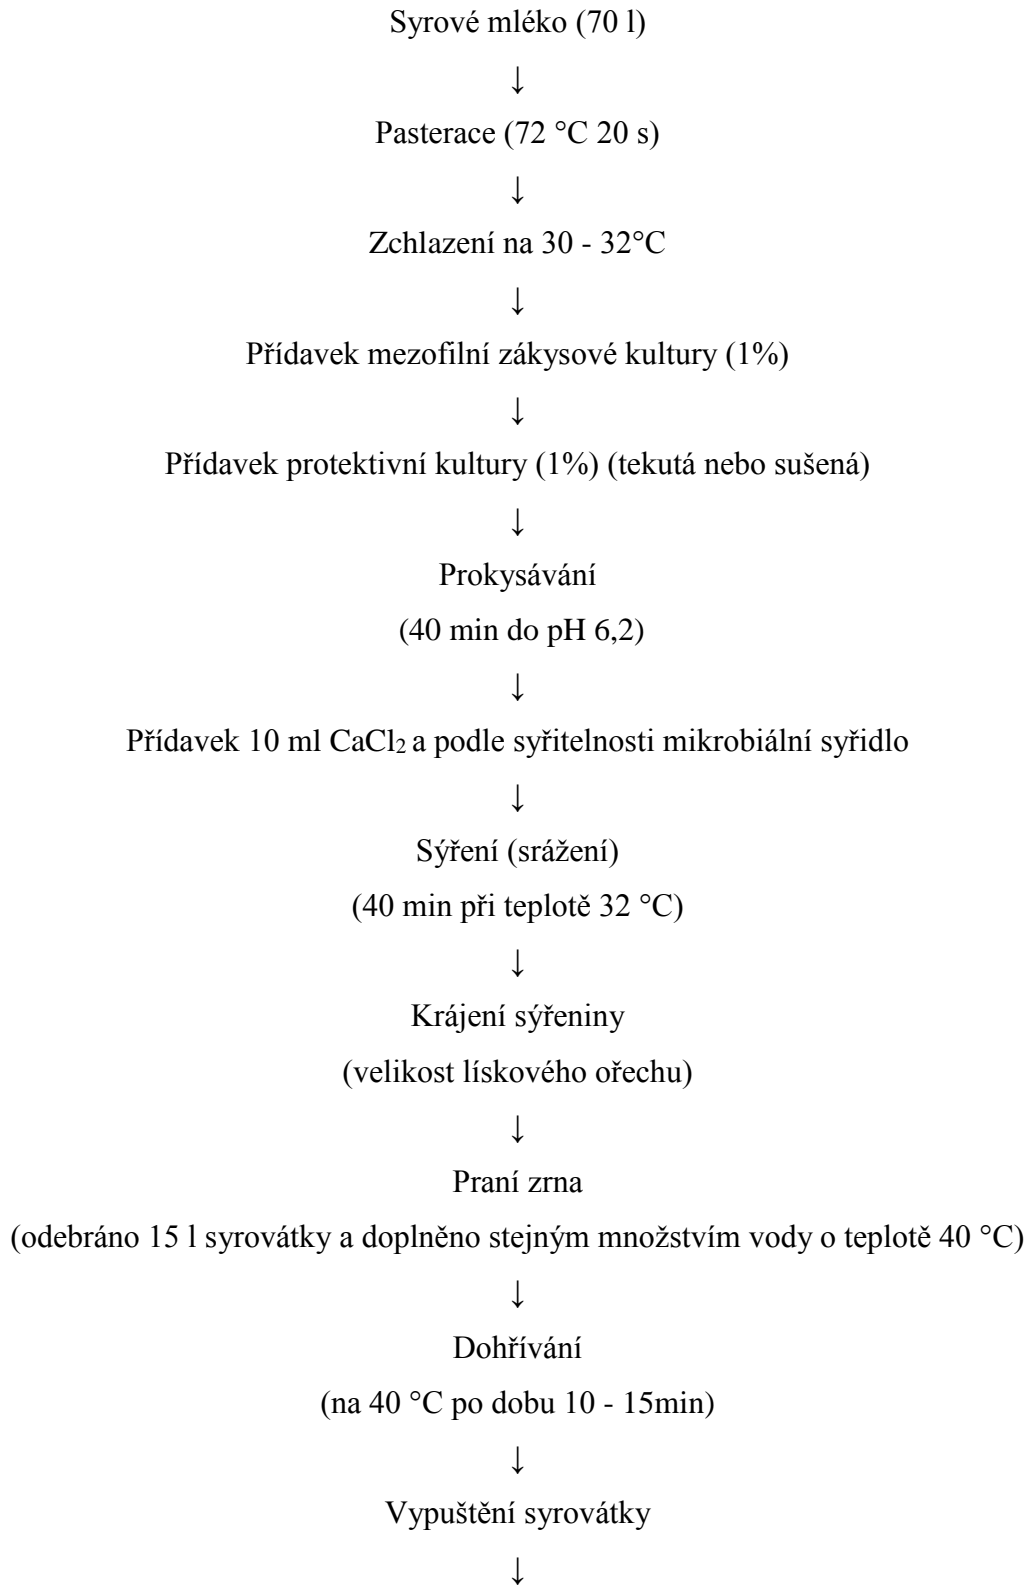 Syrové mléko (70 l)
↓
Pasterace (72 °C 20 s)
↓
Zchlazení na 30 - 32°C
↓
Přídavek mezofilní zákysové kultury (1%)
↓
Přídavek protektivní kultury (1%) (tekutá nebo sušená)
↓
Prokysávání
(40 min do pH 6,2)
↓
Přídavek 10 ml CaCl₂ a podle syřitelnosti mikrobiální syřidlo
↓
Sýření (srážení)
(40 min při teplotě 32 °C)
↓
Krájení sýřeniny
(velikost lískového ořechu)
↓
Praní zrna
(odebráno 15 l syrovátky a doplněno stejným množstvím vody o teplotě 40 °C)
↓
Dohřívání
(na 40 °C po dobu 10 - 15min)
↓
Vypuštění syrovátky
↓